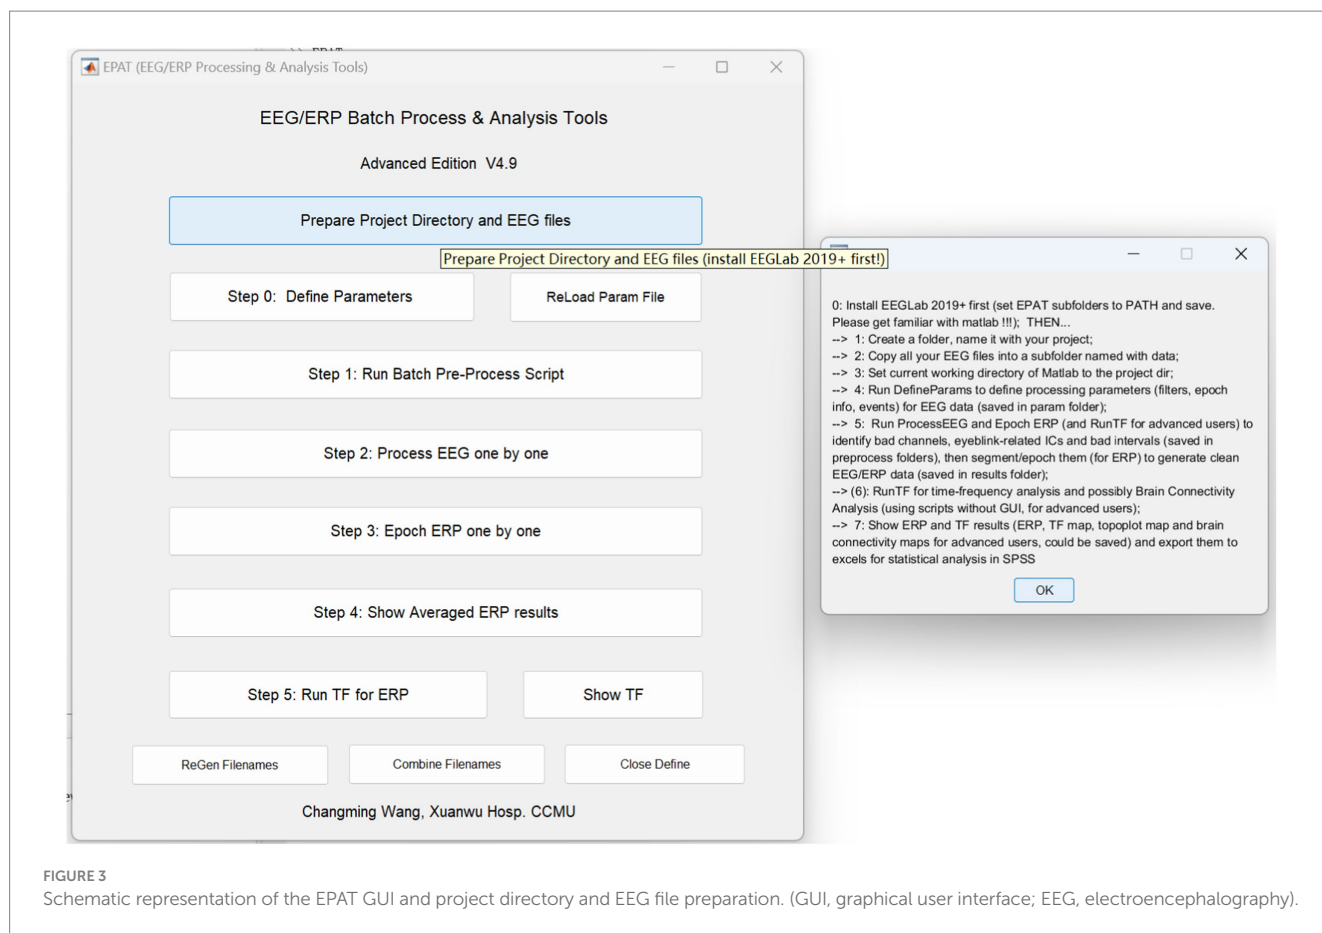 EPAT (EEG/ERP Processing & Analysis Tools)
EEG/ERP Batch Process & Analysis Tools
Advanced Edition V4.9
Prepare Project Directory and EEG files
Prepare Project Directory and EEG files (install EEGLab 2019+ first!)
Step 0: Define Parameters
ReLoad Param File
Step 1: Run Batch Pre-Process Script
Step 2: Process EEG one by one
Step 3: Epoch ERP one by one
Step 4: Show Averaged ERP results
Step 5: Run TF for ERP
Show TF
ReGen Filenames
Combine Filenames
Close Define
Changming Wang, Xuanwu Hosp. CCMU
0: Install EEGLab 2019+ first (set EPAT subfolders to PATH and save.
Please get familiar with matlab !!!); THEN...
--> 1: Create a folder, name it with your project;
--> 2: Copy all your EEG files into a subfolder named with data;
--> 3: Set current working directory of Matlab to the project dir;
--> 4: Run DefineParams to define processing parameters (filters, epoch
info, events) for EEG data (saved in param folder);
--> 5: Run ProcessEEG and Epoch ERP (and RunTF for advanced users) to
identify bad channels, eyeblink-related ICs and bad intervals (saved in
preprocess folders), then segment/epoch them (for ERP) to generate clean
EEG/ERP data (saved in results folder);
--> (6): RunTF for time-frequency analysis and possibly Brain Connectivity
Analysis (using scripts without GUI, for advanced users);
--> 7: Show ERP and TF results (ERP, TF map, topoplot map and brain
connectivity maps for advanced users, could be saved) and export them to
excels for statistical analysis in SPSS
OK
FIGURE 3
Schematic representation of the EPAT GUI and project directory and EEG file preparation. (GUI, graphical user interface; EEG, electroencephalography).